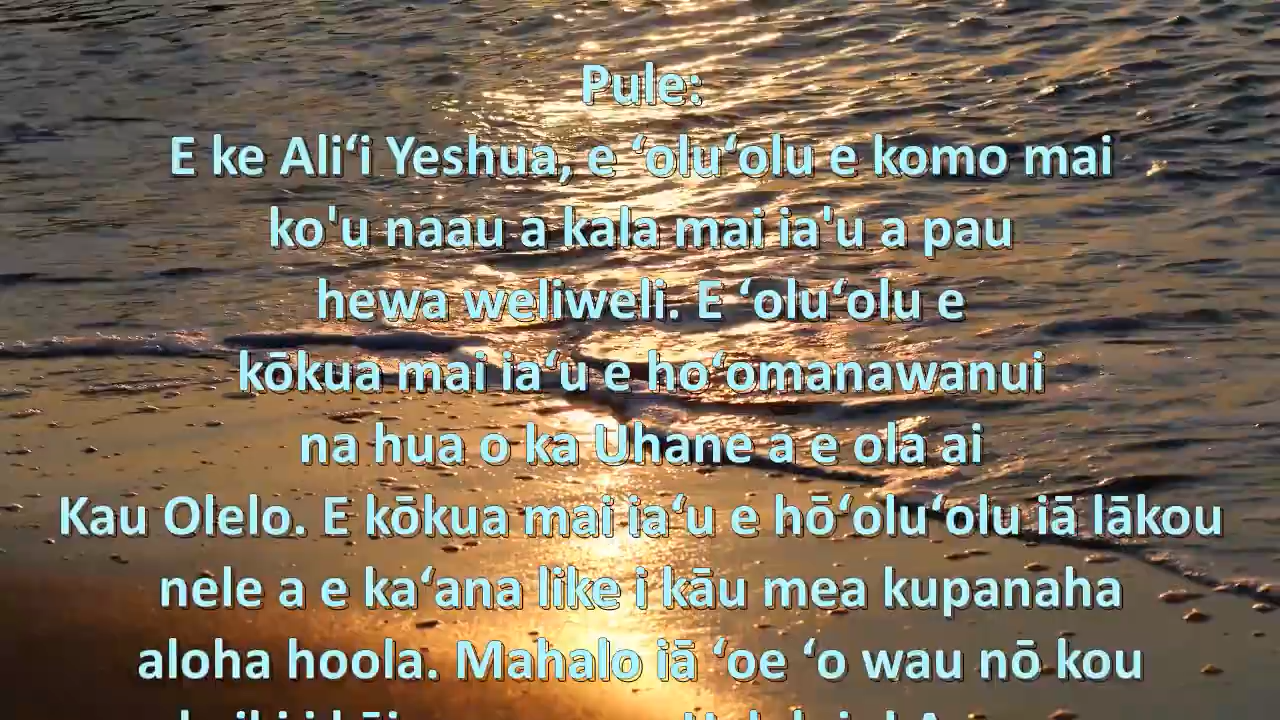 Pule:
E ke Aliʻi Yeshua, e ʻoluʻolu e komo mai
ko'u naau a kala mai ia'u a pau
hewa weliweli. E ʻoluʻolu e
kōkua mai iaʻu e hoʻomanawanui
na hua o ka Uhane a e ola ai
Kau Olelo. E kōkua mai iaʻu e hōʻoluʻolu iā lākou
nele a e kaʻana like i kāu mea kupanaha
aloha hoola. Mahalo iā ʻoe ʻo wau nō kou